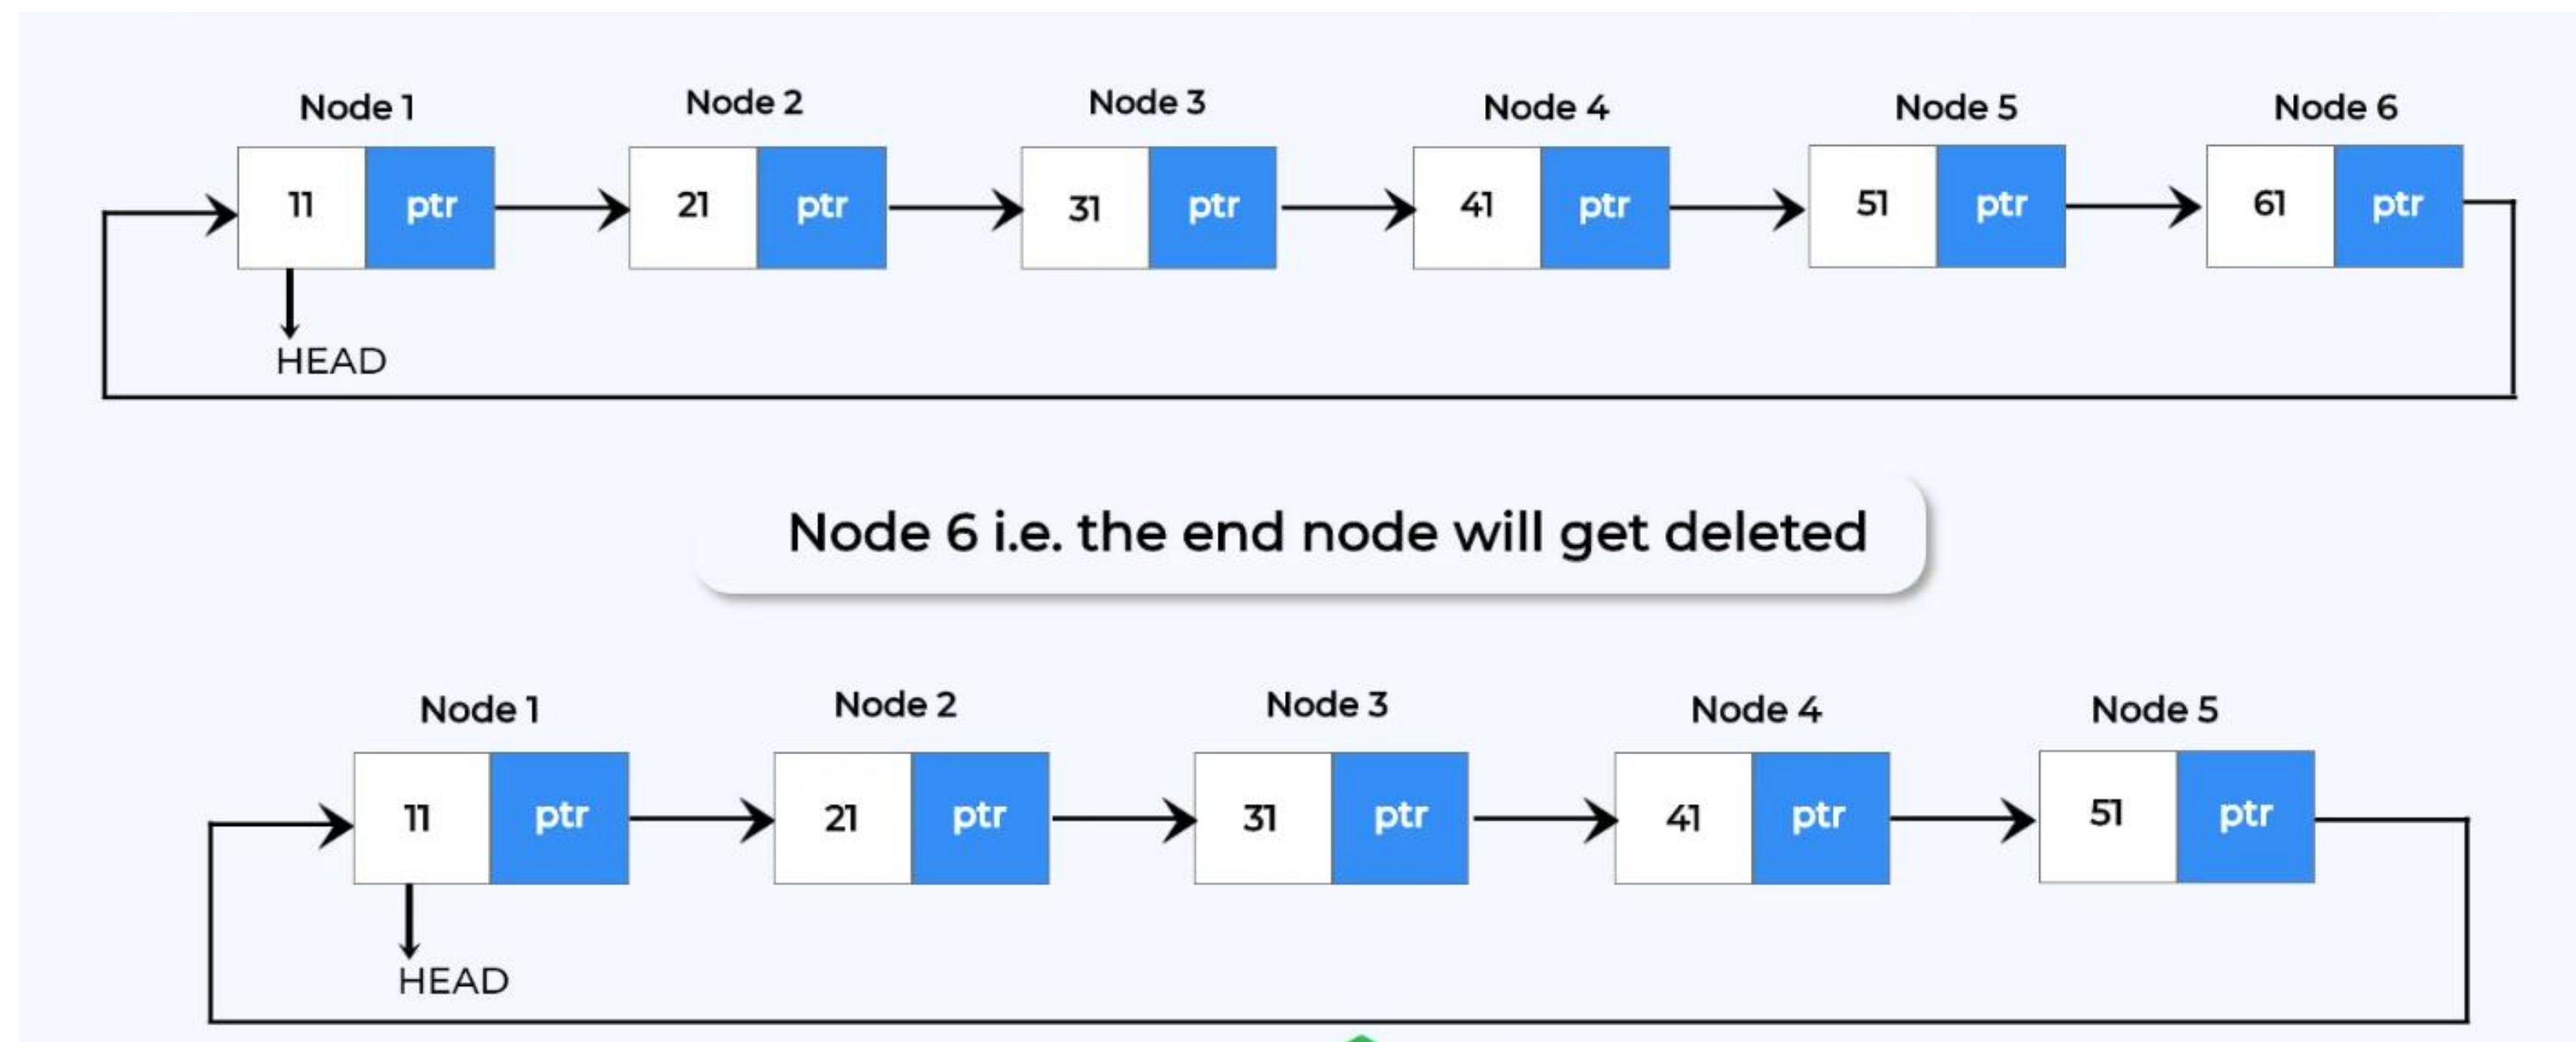 Node 1 Node 2 Node 3 Node 4 Node 5 Node 6
11 ptr 21 ptr 31 ptr 41 ptr 51 ptr 61 ptr
HEAD
Node 6 i.e. the end node will get deleted
Node 1 Node 2 Node 3 Node 4 Node 5
11 ptr 21 ptr 31 ptr 41 ptr 51 ptr
HEAD